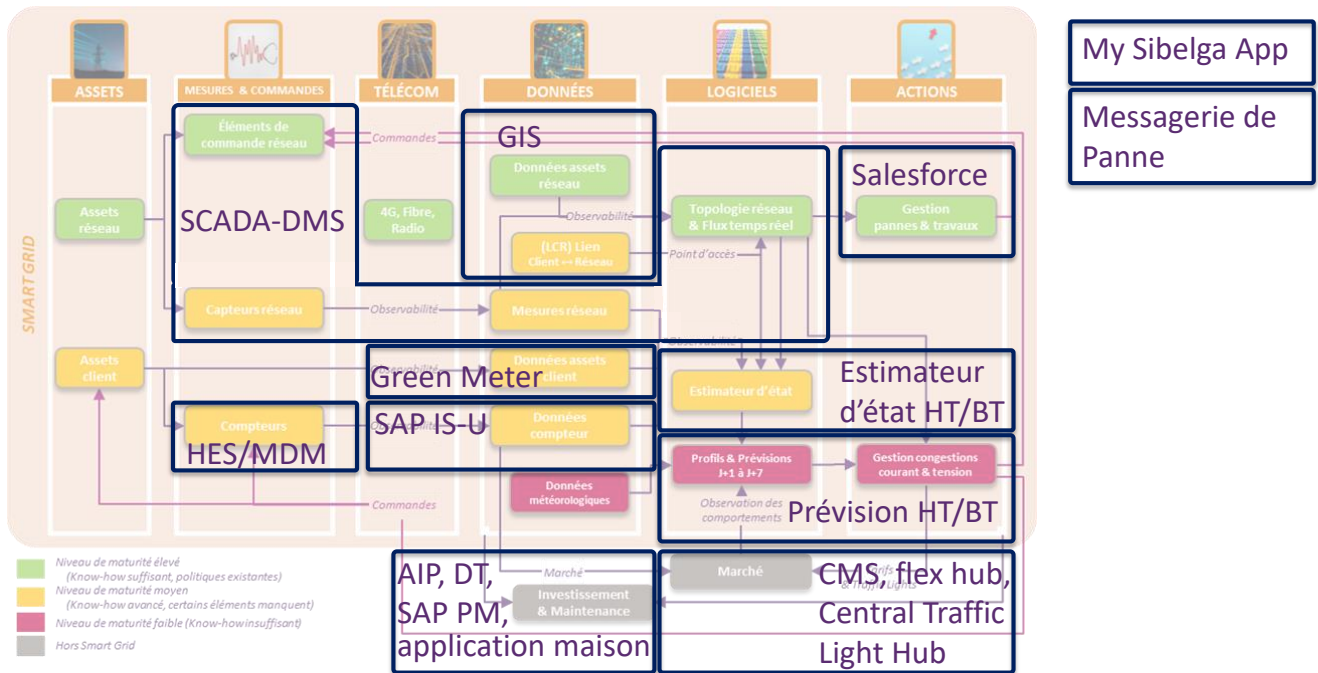 ASSETS
MESURES & COMMANDES
TÉLÉCOM
DONNÉES
LOGICIELS
ACTIONS
My Sibelga App
Messagerie de
Panne
SMART GRID
Éléments de
commande réseau
Commandes
GIS
Données assets
réseau
Salesforce
Assets
réseau
SCADA-DMS
4G, Fibre,
Radio
Observabilité
Topologie réseau
& Flux temps réel
Gestion
pannes & travaux
(LCR) Lien
Client ↔ Réseau
Point d'accès
Capteurs réseau
Observabilité
Mesures réseau
Observabilité
Assets
client
Observabilité
Green Meter
Données assets
client
Estimateur d'état
Estimateur
d'état HT/BT
Compteurs
HES/MDM
Observabilité
SAP IS-U
Données
compteur
Profils & Prévisions
J+1 à J+7
Gestion congestions
courant & tension
Données
météorologiques
Commandes
Observation des
comportements
Prévision HT/BT
Niveau de maturité élevé
(Know-how suffisant, politiques existantes)
Niveau de maturité moyen
(Know-how avancé, certains éléments manquent)
Niveau de maturité faible (Know-how insuffisant)
Hors Smart Grid
AIP, DT,
SAP PM,
application maison
Marché
Investissement
& Maintenance
Marché
Tarifs
& Traffic Lights
CMS, flex hub,
Central Traffic
Light Hub